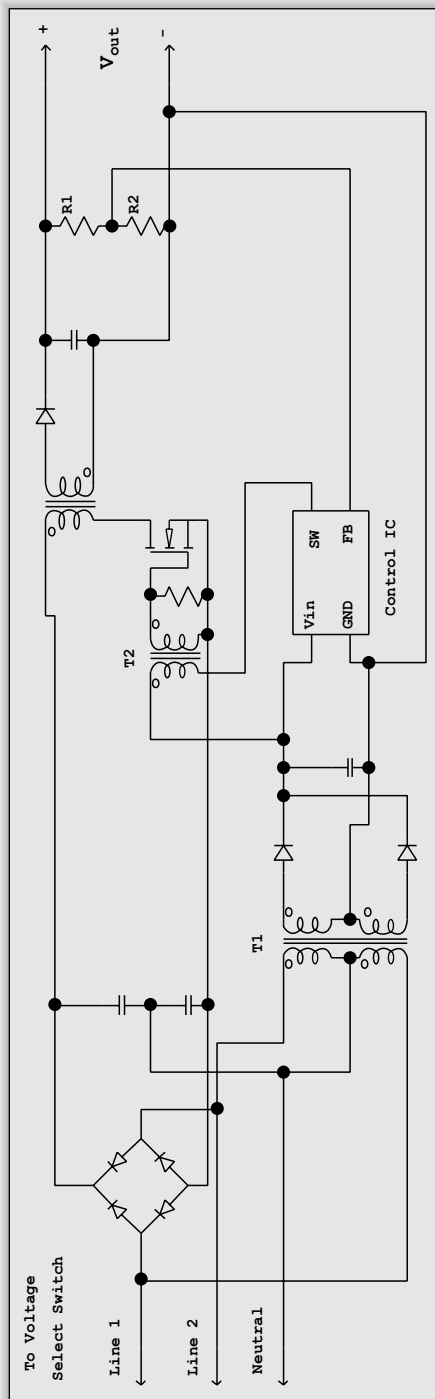 To Voltage
Select Switch
Line 1
Line 2
Neutral
T1
T2
Vin
GND
SW
FB
Control IC
R1
R2
+
Vout
-